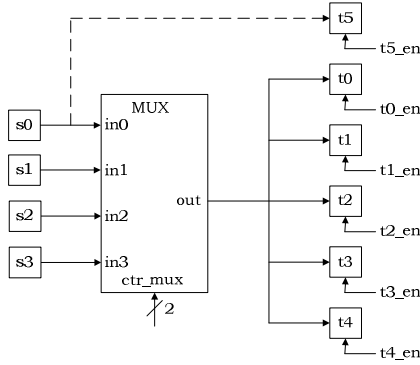 t5
t5_en
t0
MUX
t0_en
s0
in0
t1
s1
in1
t1_en
out
t2
s2
in2
t2_en
s3
in3
t3
ctr_mux
t3_en
2
t4
t4_en